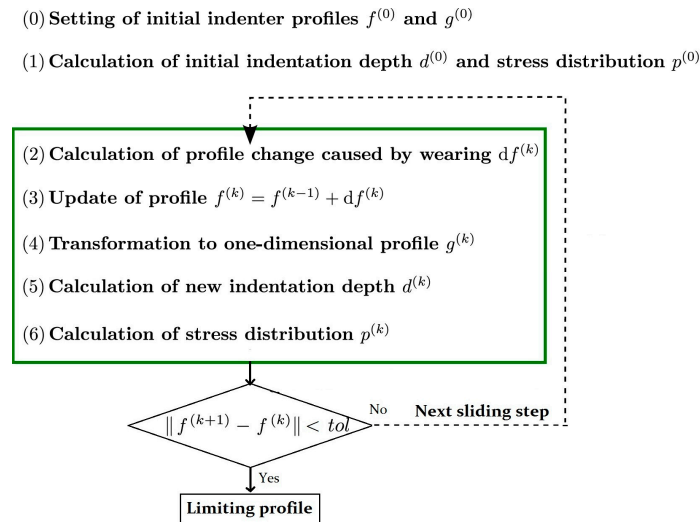 (0) Setting of initial indenter profiles f^{(0)} and g^{(0)}
(1) Calculation of initial indentation depth d^{(0)} and stress distribution p^{(0)}
(2) Calculation of profile change caused by wearing df^{(k)}
(3) Update of profile f^{(k)} = f^{(k−1)} + df^{(k)}
(4) Transformation to one-dimensional profile g^{(k)}
(5) Calculation of new indentation depth d^{(k)}
(6) Calculation of stress distribution p^{(k)}
‖ f^{(k+1)} − f^{(k)} ‖ < tol
No
Next sliding step
Yes
Limiting profile